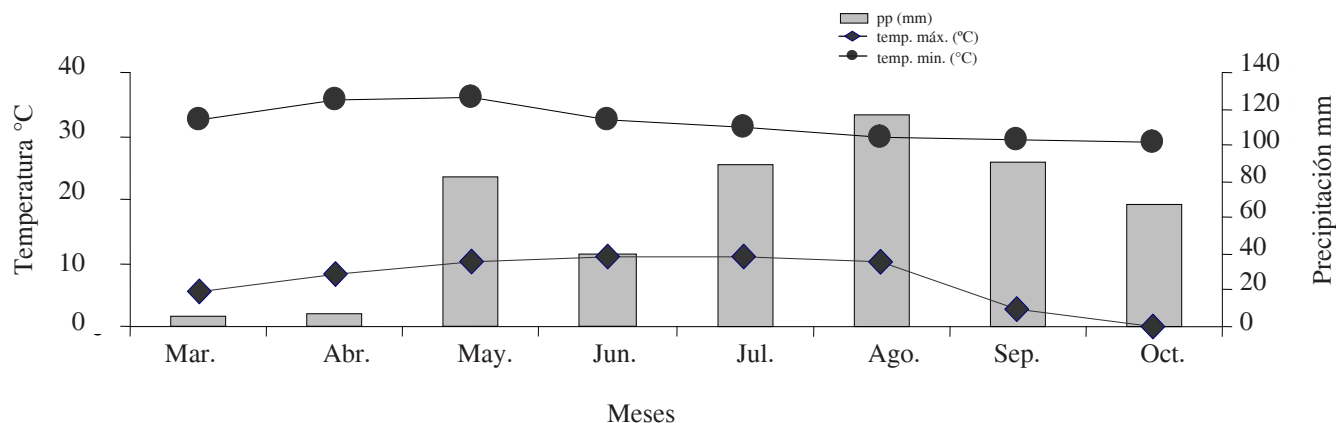 pp (mm)
temp. máx. (ºC)
temp. min. (°C)
40
30
20
10
0
Temperatura °C
140
120
100
80
60
40
20
0
Precipitación mm
Mar. Abr. May. Jun. Jul. Ago. Sep. Oct.
Meses